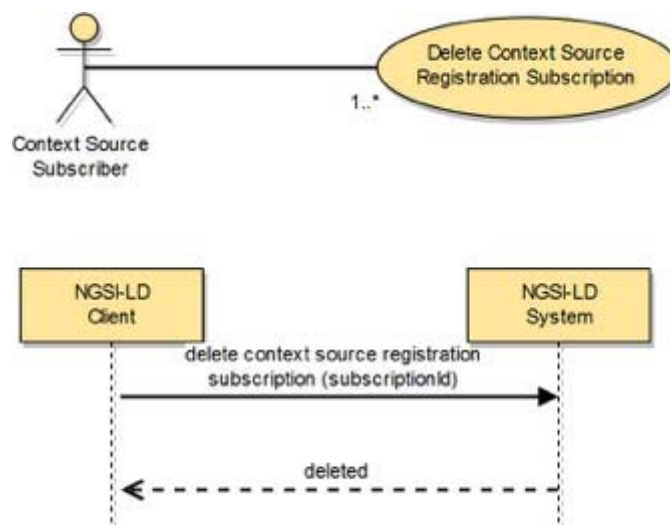 Delete Context Source
Registration Subscription
1..*
Context Source
Subscriber
NGSI-LD
Client
NGSI-LD
System
delete context source registration
subscription (subscriptionId)
deleted